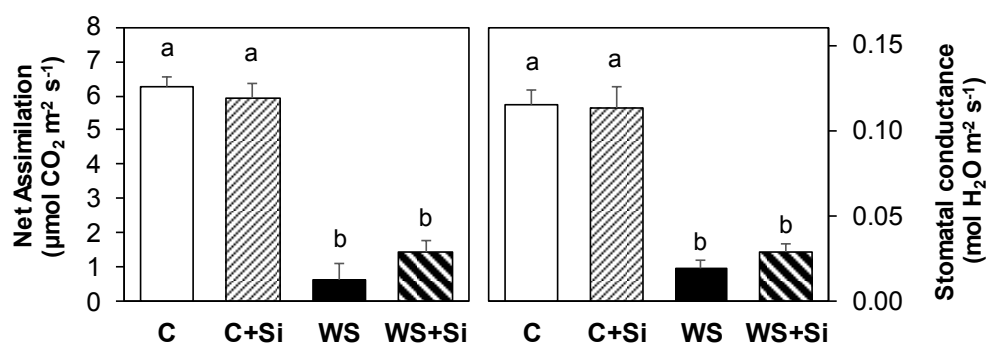 Net Assimilation
(µmol CO₂ m⁻² s⁻¹)
8
7
6
5
4
3
2
1
0
a
a
b
b
C
C+Si
WS
WS+Si
a
a
b
b
C
C+Si
WS
WS+Si
0.15
0.10
0.05
0.00
Stomatal conductance
(mol H₂O m⁻² s⁻¹)